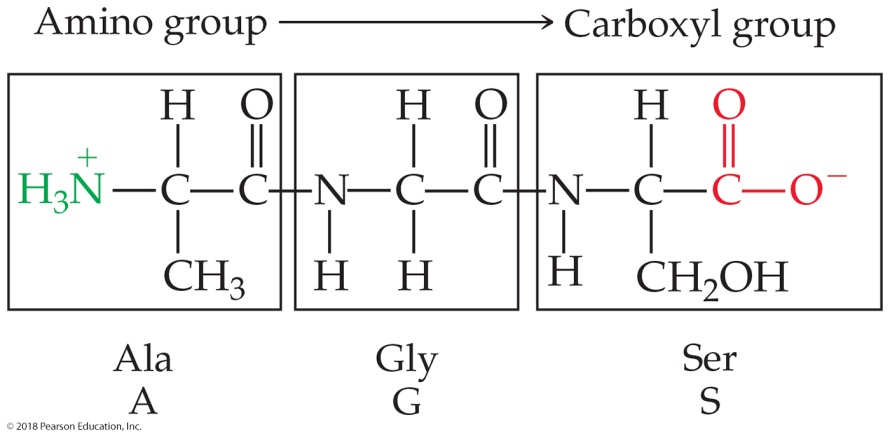 Amino group ⟶ Carboxyl group
H O H O H O
H₃N⁺—C—C—N—C—C—N—C—C—O⁻
CH₃ H H H CH₂OH
Ala Gly Ser
A G S
© 2018 Pearson Education, Inc.